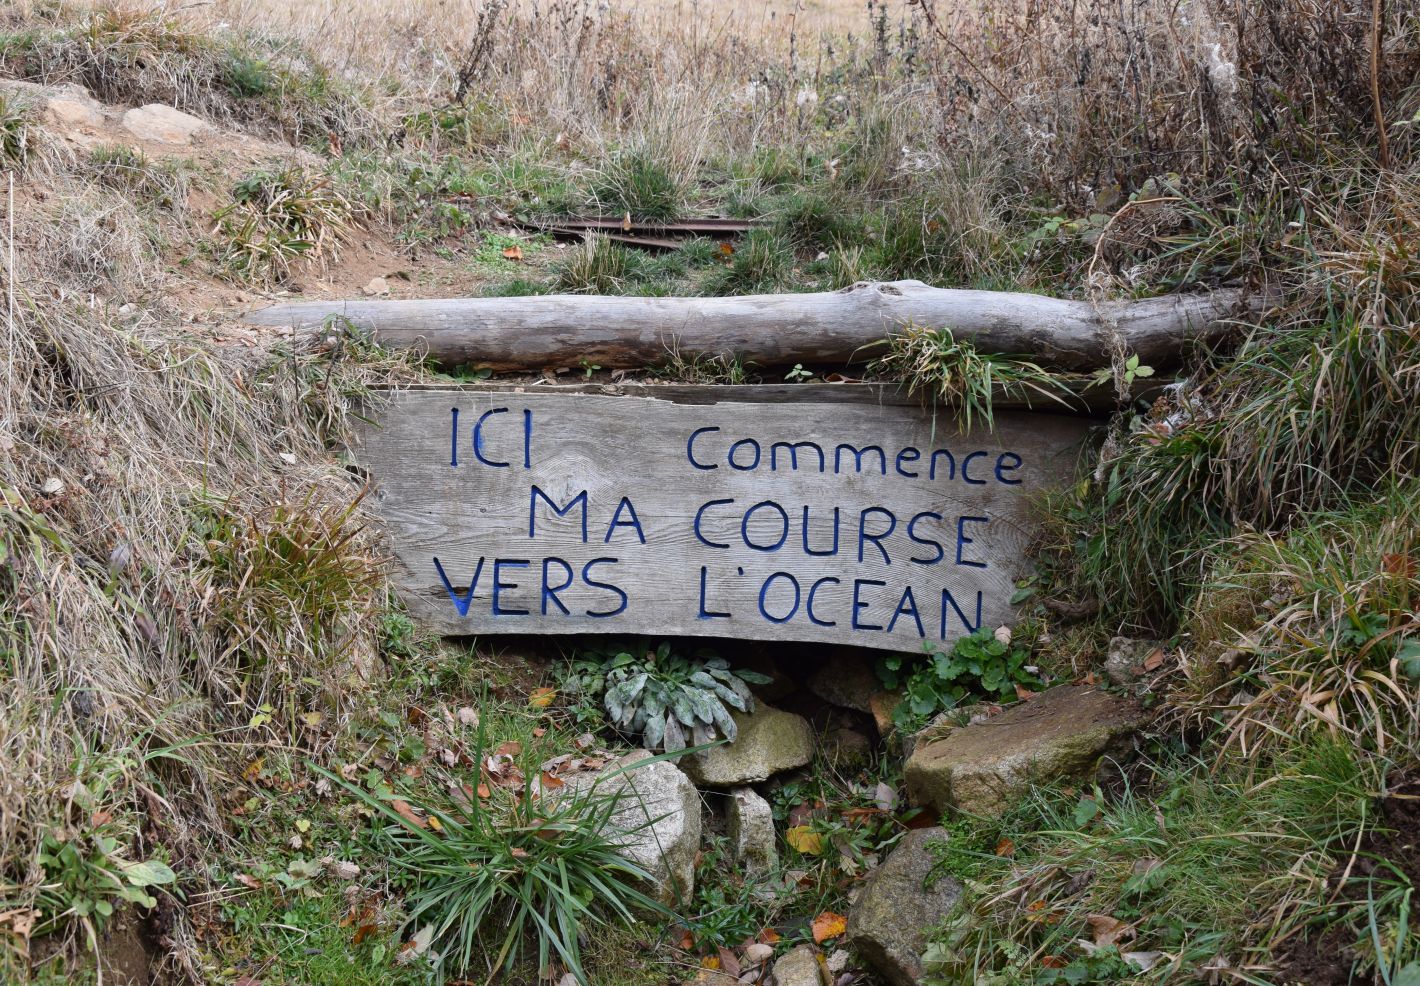 ICI Commence
MA COURSE
VERS L'OCEAN